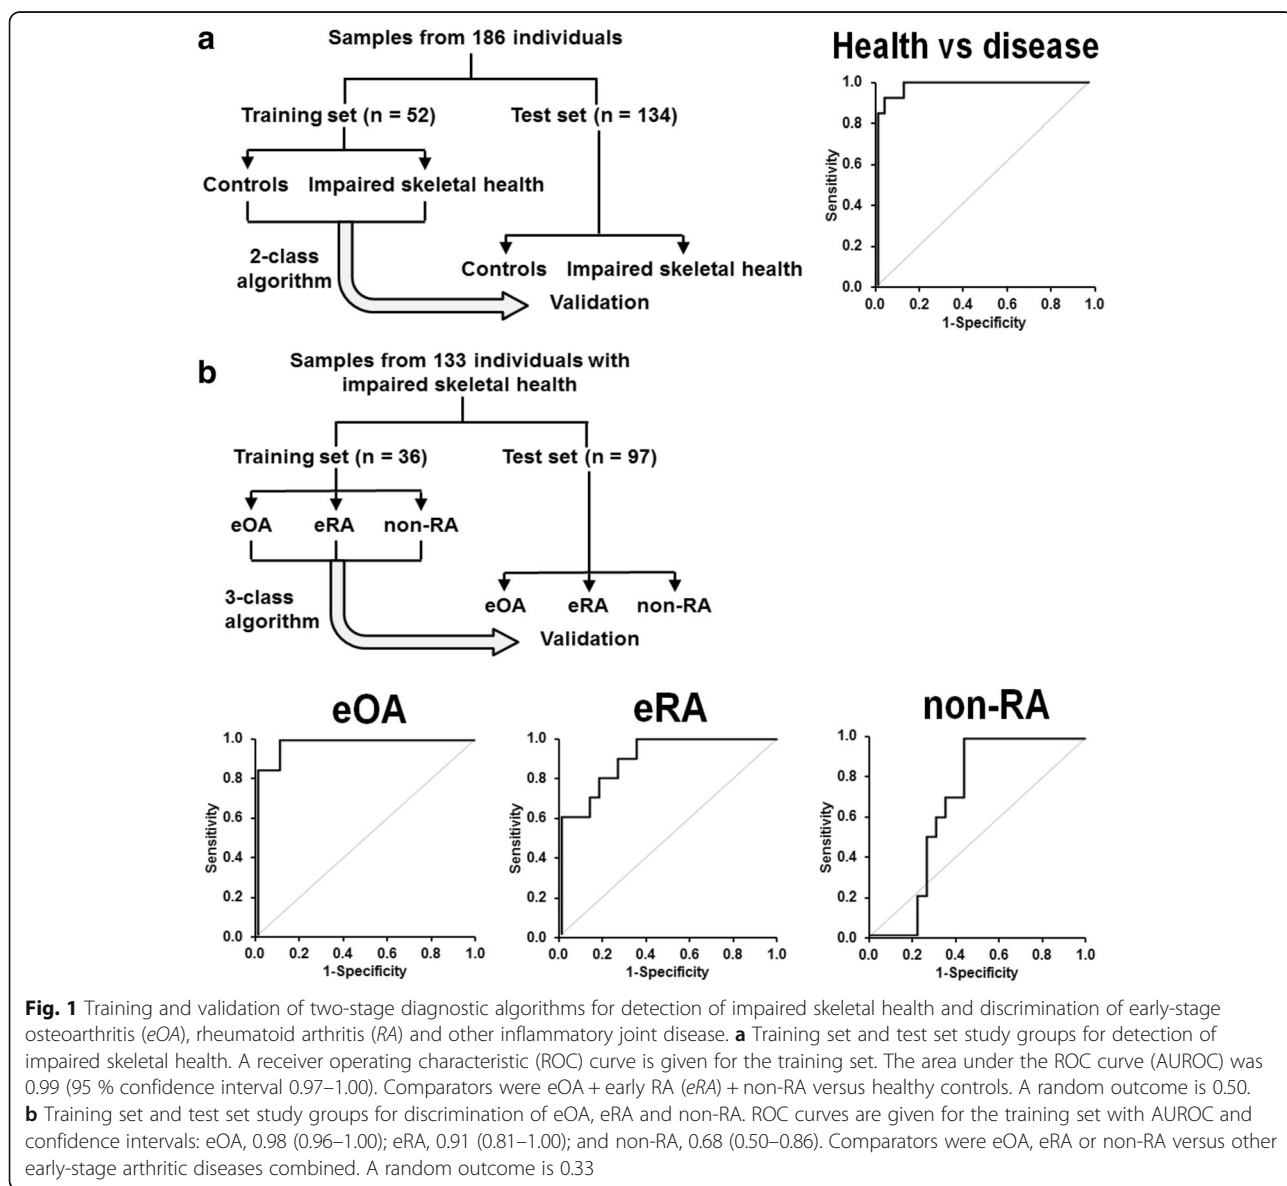 a
Samples from 186 individuals
Training set (n = 52)
Test set (n = 134)
Controls
Impaired skeletal health
2-class
algorithm
Controls
Impaired skeletal health
Validation
Health vs disease
1.0
0.8
0.6
0.4
0.2
0.0
Sensitivity
0.0 0.2 0.4 0.6 0.8 1.0
1-Specificity
b
Samples from 133 individuals with
impaired skeletal health
Training set (n = 36)
Test set (n = 97)
eOA
eRA
non-RA
3-class
algorithm
eOA
eRA
non-RA
Validation
eOA
1.0
0.8
0.6
0.4
0.2
0.0
Sensitivity
0.0 0.2 0.4 0.6 0.8 1.0
1-Specificity
eRA
1.0
0.8
0.6
0.4
0.2
0.0
Sensitivity
0.0 0.2 0.4 0.6 0.8 1.0
1-Specificity
non-RA
1.0
0.8
0.6
0.4
0.2
0.0
Sensitivity
0.0 0.2 0.4 0.6 0.8 1.0
1-Specificity
Fig. 1 Training and validation of two-stage diagnostic algorithms for detection of impaired skeletal health and discrimination of early-stage
osteoarthritis (eOA), rheumatoid arthritis (RA) and other inflammatory joint disease. a Training set and test set study groups for detection of
impaired skeletal health. A receiver operating characteristic (ROC) curve is given for the training set. The area under the ROC curve (AUROC) was
0.99 (95 % confidence interval 0.97–1.00). Comparators were eOA + early RA (eRA) + non-RA versus healthy controls. A random outcome is 0.50.
b Training set and test set study groups for discrimination of eOA, eRA and non-RA. ROC curves are given for the training set with AUROC and
confidence intervals: eOA, 0.98 (0.96–1.00); eRA, 0.91 (0.81–1.00); and non-RA, 0.68 (0.50–0.86). Comparators were eOA, eRA or non-RA versus other
early-stage arthritic diseases combined. A random outcome is 0.33